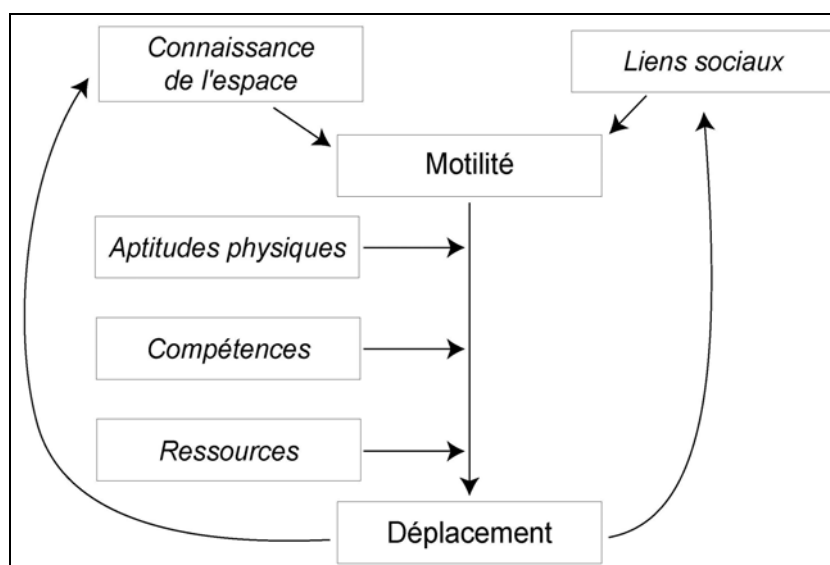 Connaissance
de l'espace
Liens sociaux
Motilité
Aptitudes physiques
Compétences
Ressources
Déplacement